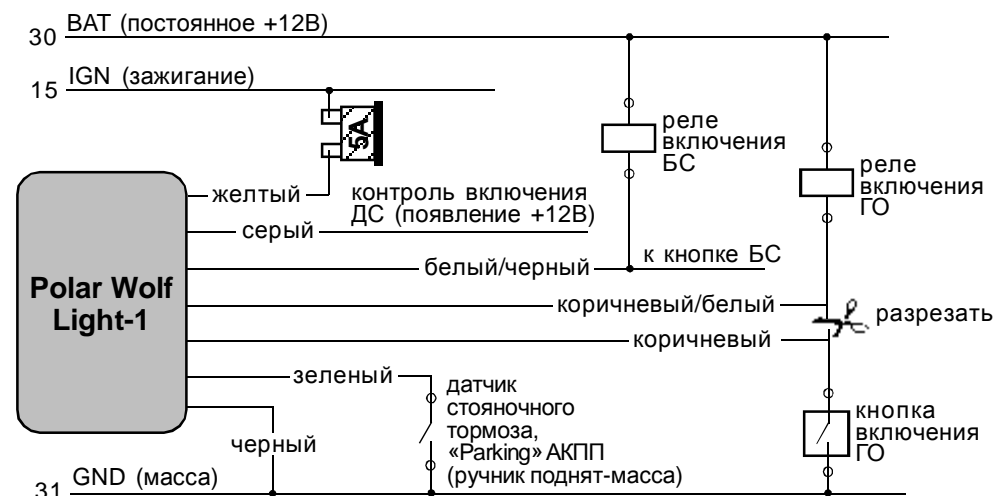 30 BAT (постоянное +12В)
15 IGN (зажигание)
5А
реле
включения
БС
реле
включения
ГО
желтый
контроль включения
ДС (появление +12В)
серый
белый/черный
к кнопке БС
Polar Wolf
Light-1
коричневый/белый
разрезать
коричневый
зеленый
датчик
стояночного
тормоза,
«Parking» АКПП
(ручник поднят-масса)
кнопка
включения
ГО
черный
31 GND (масса)